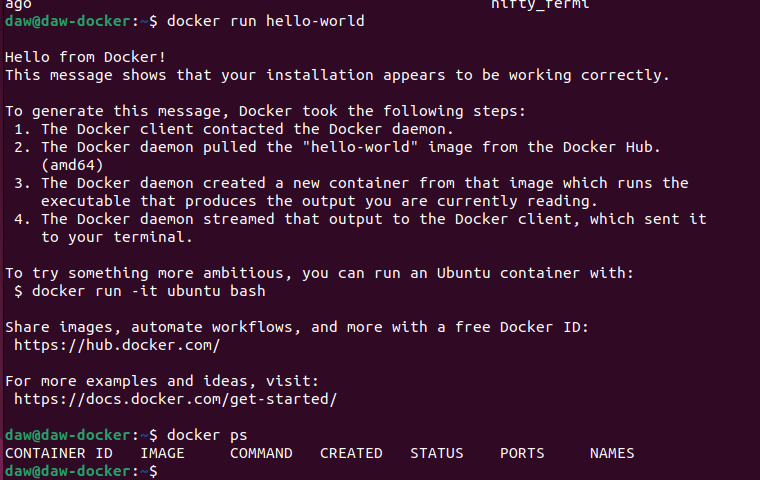 ago nifty_fermi
daw@daw-docker:~$ docker run hello-world
Hello from Docker!
This message shows that your installation appears to be working correctly.
To generate this message, Docker took the following steps:
1. The Docker client contacted the Docker daemon.
2. The Docker daemon pulled the "hello-world" image from the Docker Hub.
(amd64)
3. The Docker daemon created a new container from that image which runs the
executable that produces the output you are currently reading.
4. The Docker daemon streamed that output to the Docker client, which sent it
to your terminal.
To try something more ambitious, you can run an Ubuntu container with:
$ docker run -it ubuntu bash
Share images, automate workflows, and more with a free Docker ID:
https://hub.docker.com/
For more examples and ideas, visit:
https://docs.docker.com/get-started/
daw@daw-docker:~$ docker ps
CONTAINER ID IMAGE COMMAND CREATED STATUS PORTS NAMES
daw@daw-docker:~$